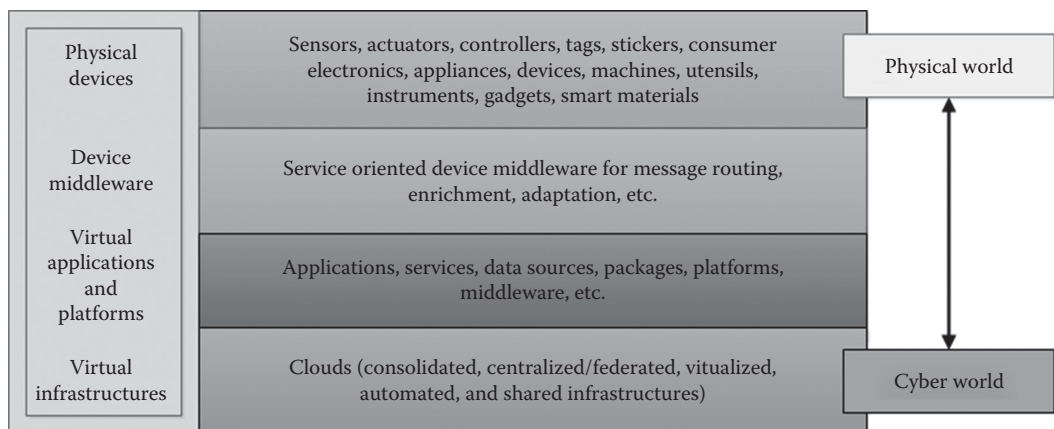 Physical
devices
Sensors, actuators, controllers, tags, stickers, consumer
electronics, appliances, devices, machines, utensils,
instruments, gadgets, smart materials
Physical world
Device
middleware
Service oriented device middleware for message routing,
enrichment, adaptation, etc.
Virtual
applications
and
platforms
Applications, services, data sources, packages, platforms,
middleware, etc.
Virtual
infrastructures
Clouds (consolidated, centralized/federated, vitualized,
automated, and shared infrastructures)
Cyber world